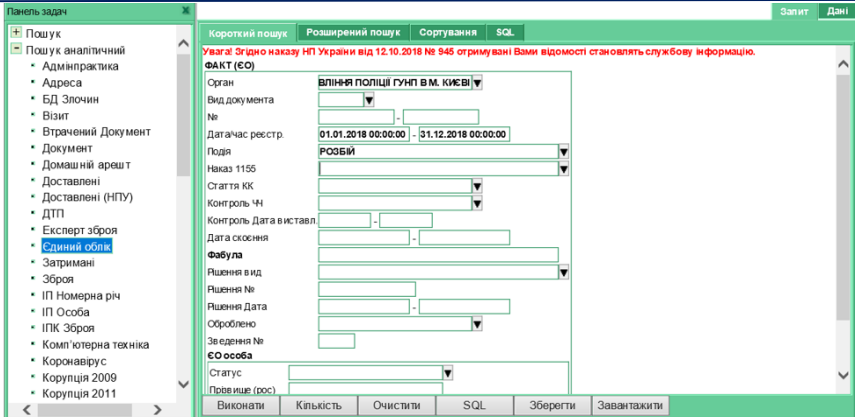 Панель задач
Запит Дані
Пошук
Пошук аналітичний
Адмінпрактика
Адреса
БД Злочин
Візит
Втрачений Документ
Документ
Домашній арешт
Доставлені
Доставлені (НПУ)
ДТП
Експерт зброя
Єдиний облік
Затримані
Зброя
ІП Номерна річ
ІП Особа
ІПК Зброя
Комп'ютерна техніка
Коронавірус
Корупція 2009
Корупція 2011
Короткий пошук Розширений пошук Сортування SQL
Увага! Згідно наказу НП України від 12.10.2018 № 945 отримувані Вами відомості становлять службову інформацію.
ФАКТ (ЄО)
Орган ВЛІННЯ ПОЛІЦІЇ ГУНП В М. КИЄВІ
Вид документа
№ -
Дата/час реєстр. 01.01.2018 00:00:00 - 31.12.2018 00:00:00
Подія РОЗБІЙ
Наказ 1155
Стаття КК
Контроль ЧЧ
Контроль Дата виставл. -
Дата скоєння -
Фабула
Рішення вид
Рішення №
Рішення Дата -
Оброблено
Зведення №
ЄО особа
Статус
Прізвище (рос)
Виконати Кількість Очистити SQL Зберегти Завантажити